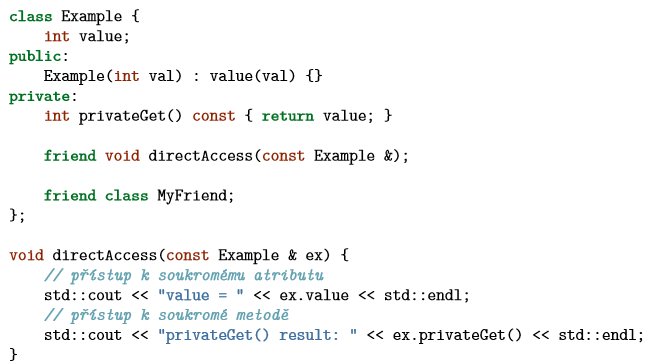 class Example {
    int value;
public:
    Example(int val) : value(val) {}
private:
    int privateGet() const { return value; }

    friend void directAccess(const Example &);

    friend class MyFriend;
};

void directAccess(const Example & ex) {
    // přístup k soukromému atributu
    std::cout << "value = " << ex.value << std::endl;
    // přístup k soukromé metodě
    std::cout << "privateGet() result: " << ex.privateGet() << std::endl;
}